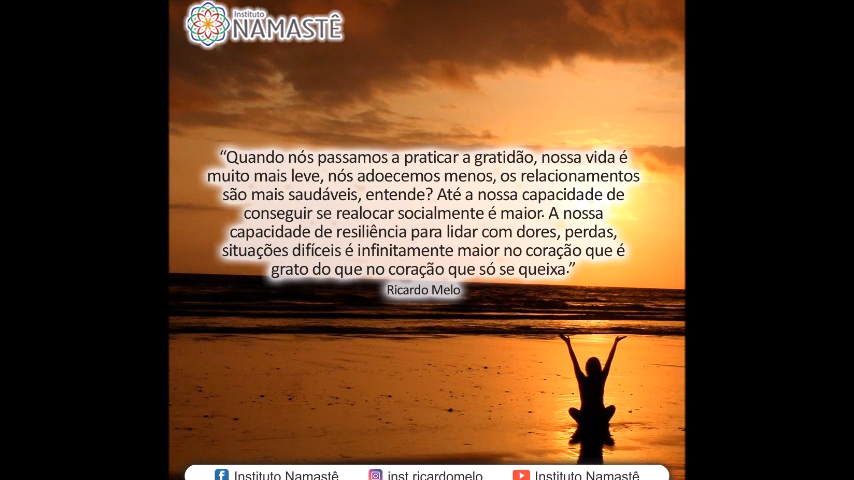 Instituto
NAMASTÊ
“Quando nós passamos a praticar a gratidão, nossa vida é
muito mais leve, nós adoecemos menos, os relacionamentos
são mais saudáveis, entende? Até a nossa capacidade de
conseguir se realocar socialmente é maior. A nossa
capacidade de resiliência para lidar com dores, perdas,
situações difíceis é infinitamente maior no coração que é
grato do que no coração que só se queixa.”
Ricardo Melo
Instituto Namastê inst.ricardomelo Instituto Namastê